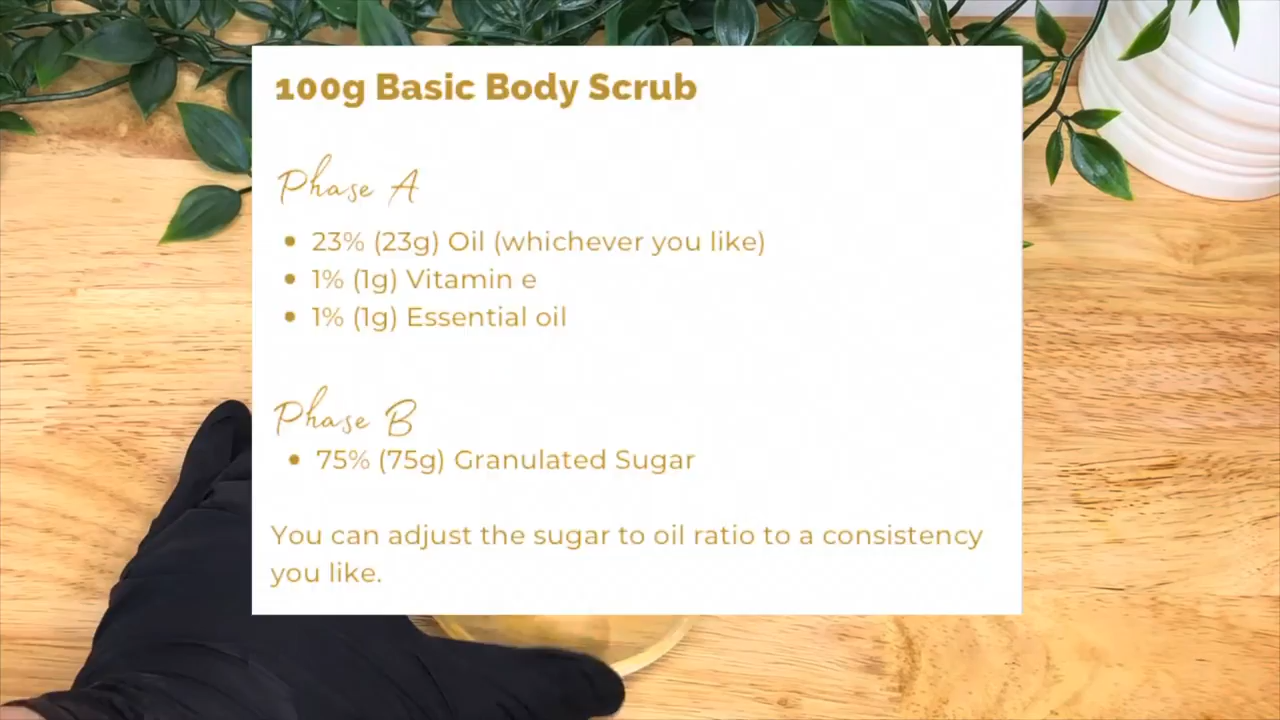 100g Basic Body Scrub
Phase A
• 23% (23g) Oil (whichever you like)
• 1% (1g) Vitamin e
• 1% (1g) Essential oil
Phase B
• 75% (75g) Granulated Sugar
You can adjust the sugar to oil ratio to a consistency
you like.